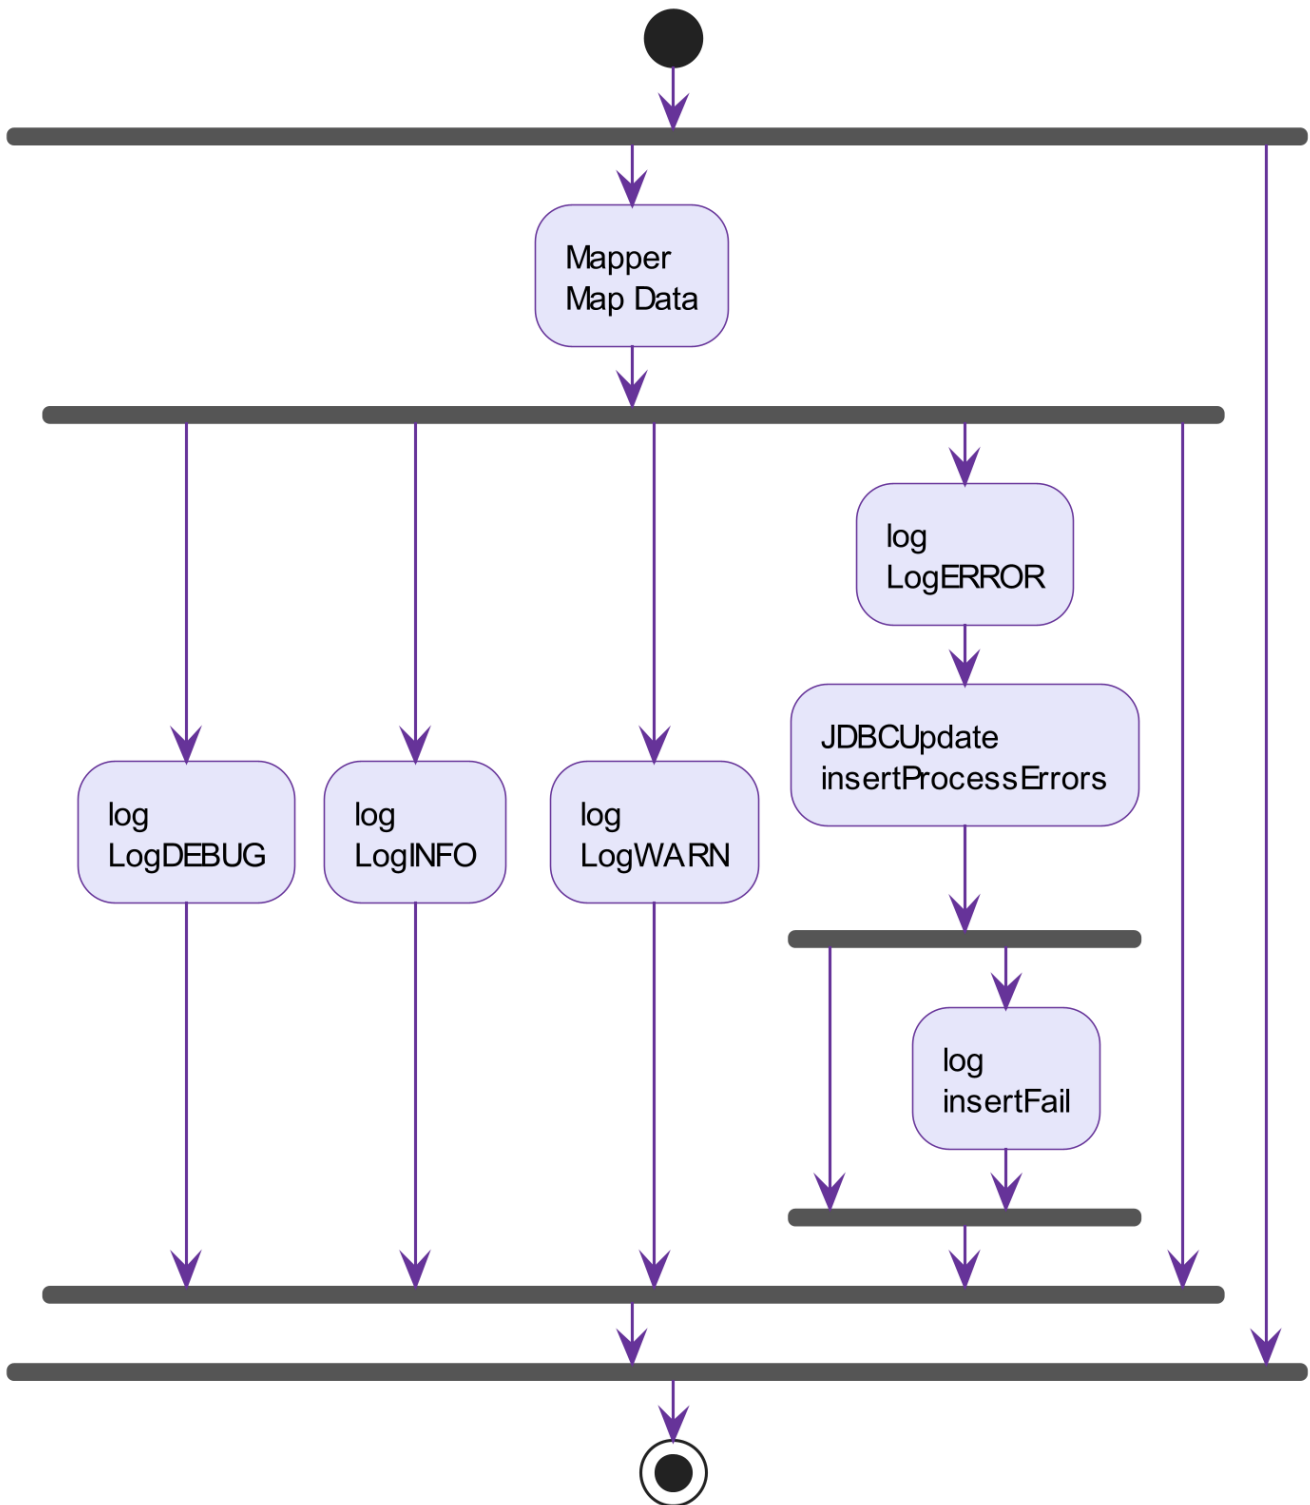 Mapper
Map Data
log
LogERROR
JDBCUpdate
insertProcessErrors
log
LogDEBUG
log
LogINFO
log
LogWARN
log
insertFail